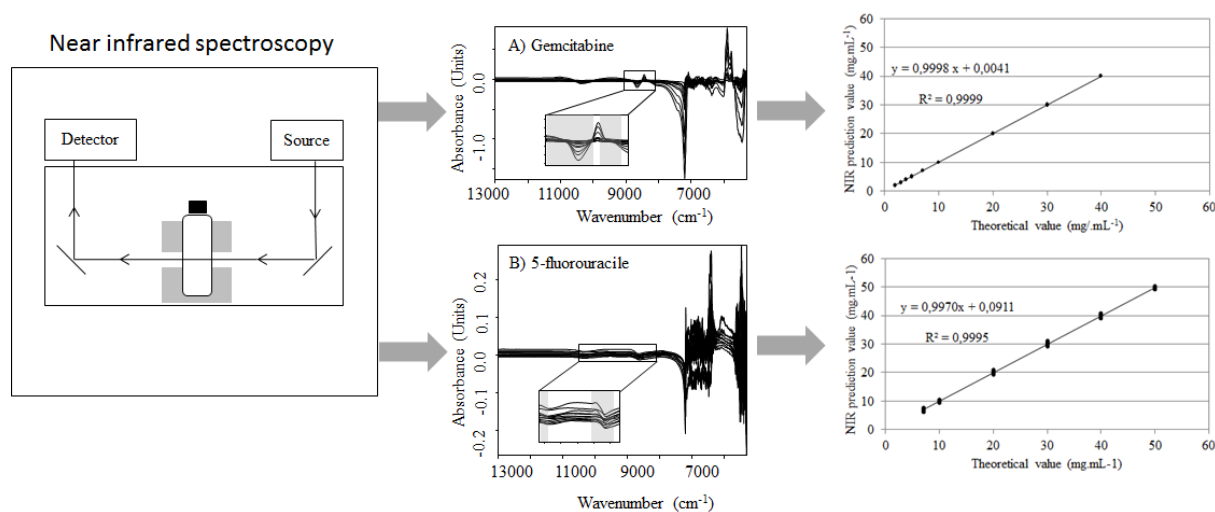 Near infrared spectroscopy
Detector
Source
A) Gemcitabine
Absorbance (Units)
0.0
-1.0
13000
11000
9000
7000
Wavenumber (cm-1)
B) 5-fluorouracile
Absorbance (Units)
0.2
0.1
0.0
-0.1
-0.2
13000
11000
9000
7000
Wavenumber (cm-1)
NIR prediction value (mg.mL-1)
60
50
40
30
20
10
0
y = 0,9998 x + 0,0041
R² = 0,9999
0
10
20
30
40
50
60
Theoretical value (mg/.mL-1)
NIR prediction value (mg.mL-1)
60
50
40
30
20
10
0
y = 0,9970x + 0,0911
R² = 0,9995
0
10
20
30
40
50
60
Theoretical value (mg.mL-1)